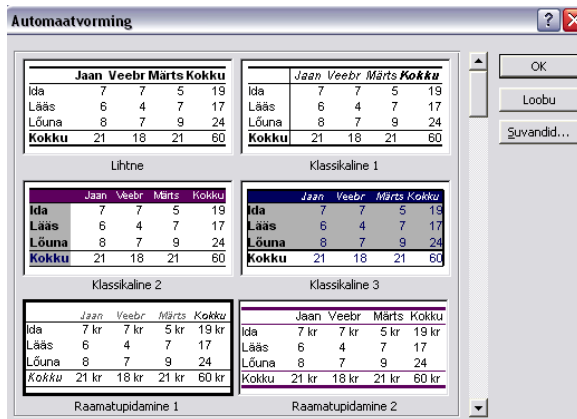 Automaatvorming
Jaan Veebr Märts Kokku
Ida 7 7 5 19
Lääs 6 4 7 17
Lõuna 8 7 9 24
Kokku 21 18 21 60
Lihtne
Jaan Veebr Märts Kokku
Ida 7 7 5 19
Lääs 6 4 7 17
Lõuna 8 7 9 24
Kokku 21 18 21 60
Klassikaline 1
Jaan Veebr Märts Kokku
Ida 7 7 5 19
Lääs 6 4 7 17
Lõuna 8 7 9 24
Kokku 21 18 21 60
Klassikaline 2
Jaan Veebr Märts Kokku
Ida 7 7 5 19
Lääs 6 4 7 17
Lõuna 8 7 9 24
Kokku 21 18 21 60
Klassikaline 3
Jaan Veebr Märts Kokku
Ida 7 kr 7 kr 5 kr 19 kr
Lääs 6 4 7 17
Lõuna 8 7 9 24
Kokku 21 kr 18 kr 21 kr 60 kr
Raamatupidamine 1
Jaan Veebr Märts Kokku
Ida 7 kr 7 kr 5 kr 19 kr
Lääs 6 4 7 17
Lõuna 8 7 9 24
Kokku 21 kr 18 kr 21 kr 60 kr
Raamatupidamine 2
OK
Loobu
Suvandid...